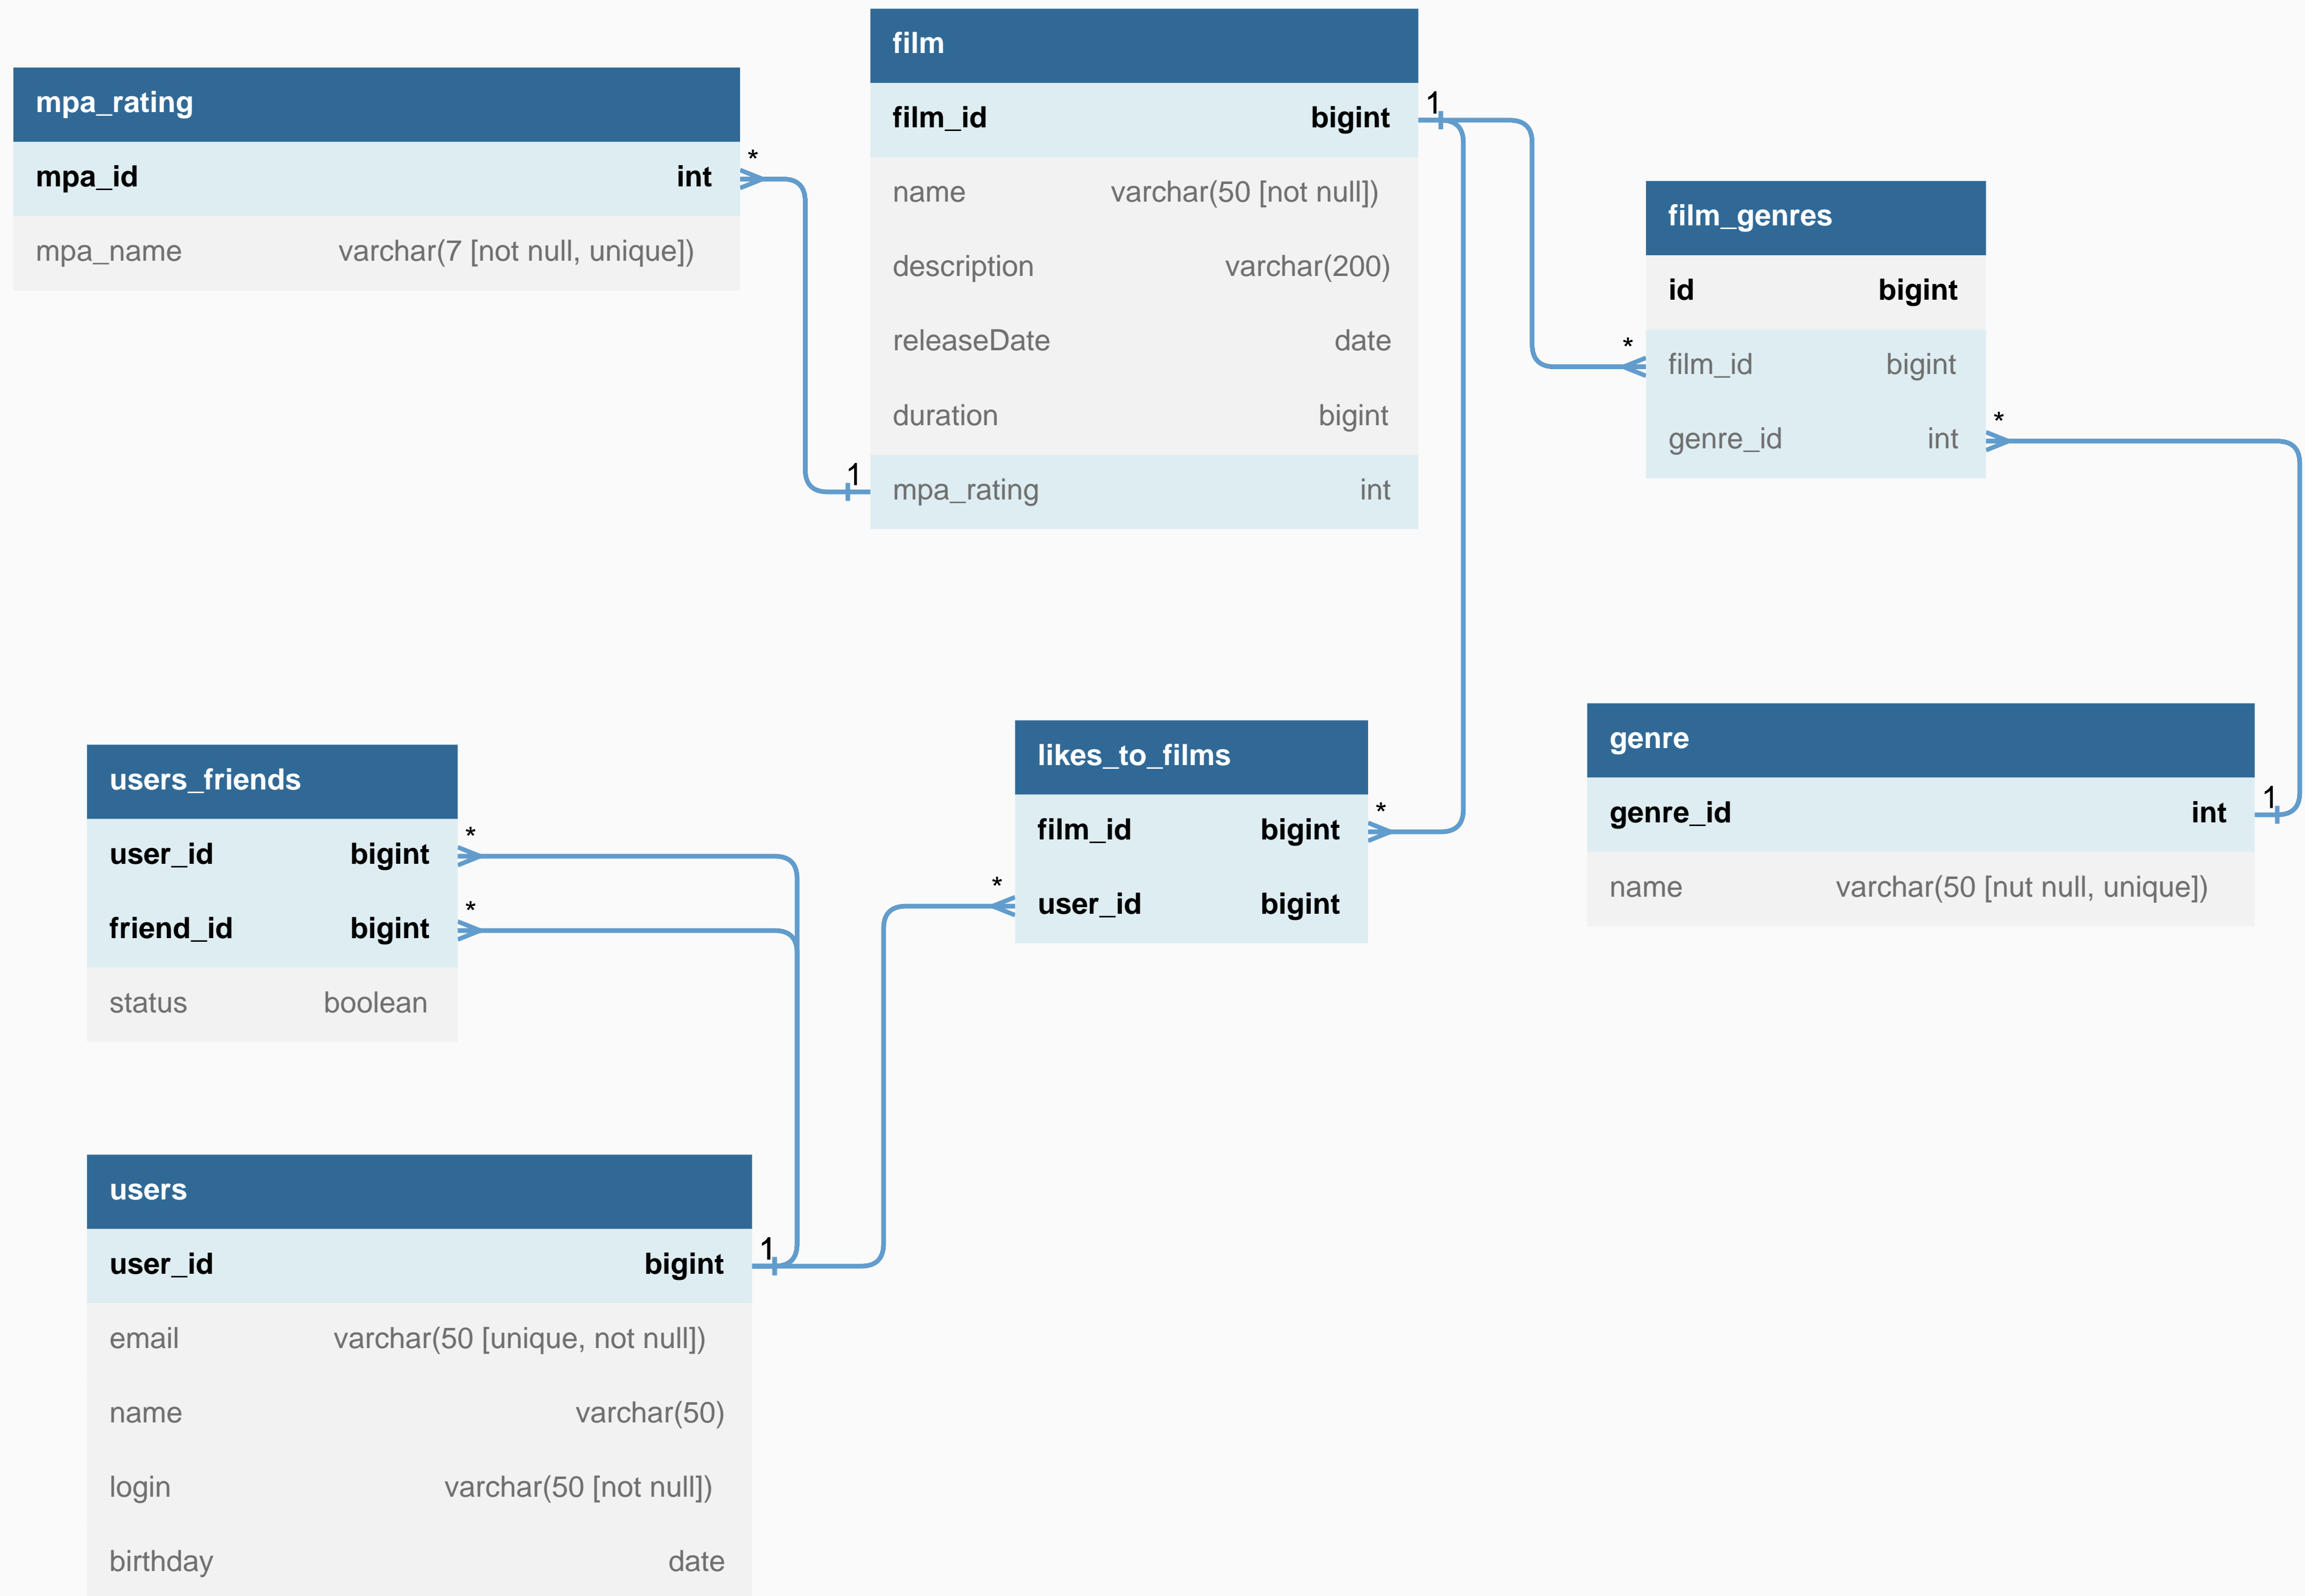 mpa_rating
mpa_id int
mpa_name varchar(7 [not null, unique])
*
1
film
film_id bigint
name varchar(50 [not null])
description varchar(200)
releaseDate date
duration bigint
mpa_rating int
1
film_genres
id bigint
film_id bigint
genre_id int
*
*
users_friends
user_id bigint
friend_id bigint
status boolean
*
*
likes_to_films
film_id bigint
user_id bigint
*
*
genre
genre_id int
name varchar(50 [nut null, unique])
1
users
user_id bigint
email varchar(50 [unique, not null])
name varchar(50)
login varchar(50 [not null])
birthday date
1